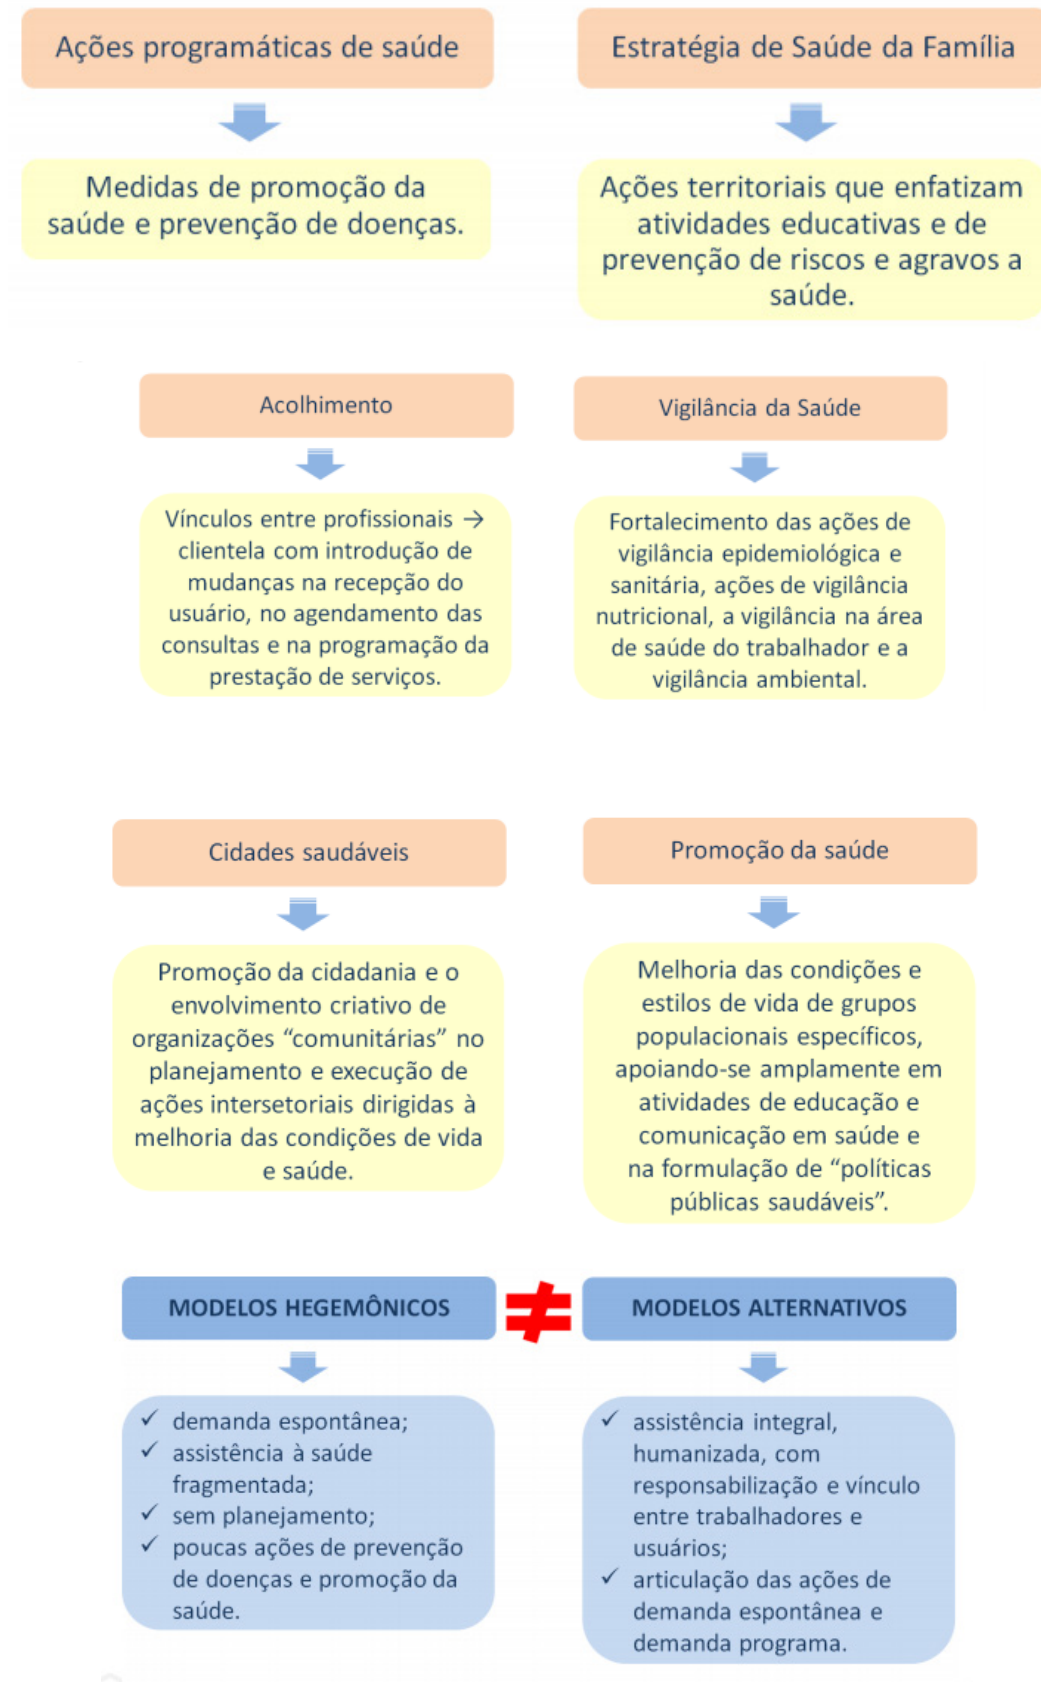 Ações programáticas de saúde
Medidas de promoção da
saúde e prevenção de doenças.
Estratégia de Saúde da Família
Ações territoriais que enfatizam
atividades educativas e de
prevenção de riscos e agravos a
saúde.
Acolhimento
Vínculos entre profissionais →
clientela com introdução de
mudanças na recepção do
usuário, no agendamento das
consultas e na programação da
prestação de serviços.
Vigilância da Saúde
Fortalecimento das ações de
vigilância epidemiológica e
sanitária, ações de vigilância
nutricional, a vigilância na área
de saúde do trabalhador e a
vigilância ambiental.
Cidades saudáveis
Promoção da cidadania e o
envolvimento criativo de
organizações “comunitárias” no
planejamento e execução de
ações intersetoriais dirigidas à
melhoria das condições de vida
e saúde.
Promoção da saúde
Melhoria das condições e
estilos de vida de grupos
populacionais específicos,
apoiando-se amplamente em
atividades de educação e
comunicação em saúde e
na formulação de “políticas
públicas saudáveis”.
MODELOS HEGEMÔNICOS
≠
MODELOS ALTERNATIVOS
✓ demanda espontânea;
✓ assistência à saúde
fragmentada;
✓ sem planejamento;
✓ poucas ações de prevenção
de doenças e promoção da
saúde.
✓ assistência integral,
humanizada, com
responsabilização e vínculo
entre trabalhadores e
usuários;
✓ articulação das ações de
demanda espontânea e
demanda programa.